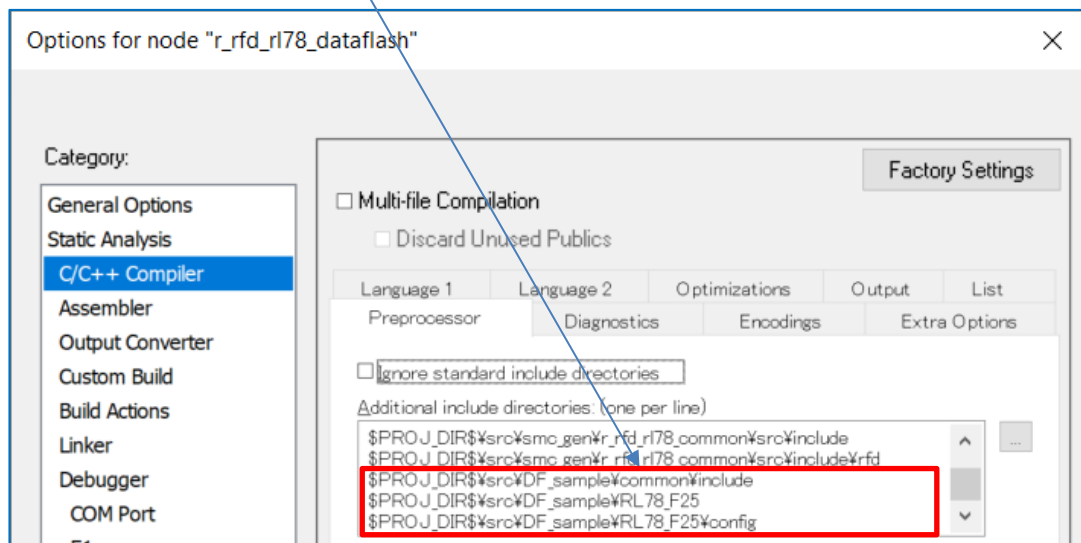 Options for node "r_rfd_rl78_dataflash"
Category:
Factory Settings
General Options
Static Analysis
C/C++ Compiler
Assembler
Output Converter
Custom Build
Build Actions
Linker
Debugger
COM Port
Multi-file Compilation
Discard Unused Publics
Language 1
Language 2
Optimizations
Output
List
Preprocessor
Diagnostics
Encodings
Extra Options
Ignore standard include directories
Additional include directories: (one per line)
$PROJ_DIR$¥src¥smc_gen¥r_rfd_rl78_common¥src¥include
$PROJ_DIR$¥src¥smc_gen¥r_rfd_rl78_common¥src¥include¥rfd
$PROJ_DIR$¥src¥DF_sample¥common¥include
$PROJ_DIR$¥src¥DF_sample¥RL78_F25
$PROJ_DIR$¥src¥DF_sample¥RL78_F25¥config
...